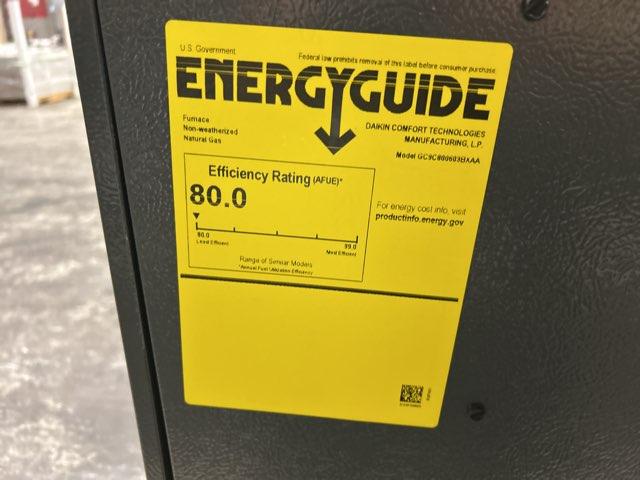 U.S. Government
Federal law prohibits removal of this label before consumer purchase.
ENERGYGUIDE
Furnace
Non-weatherized
Natural Gas
DAIKIN COMFORT TECHNOLOGIES
MANUFACTURING, L.P.
Model GC9C800603BXAA
Efficiency Rating (AFUE)*
80.0
For energy cost info, visit
productinfo.energy.gov
80.0
Least Efficient
99.0
Most Efficient
Range of Similar Models
*Annual Fuel Utilization Efficiency